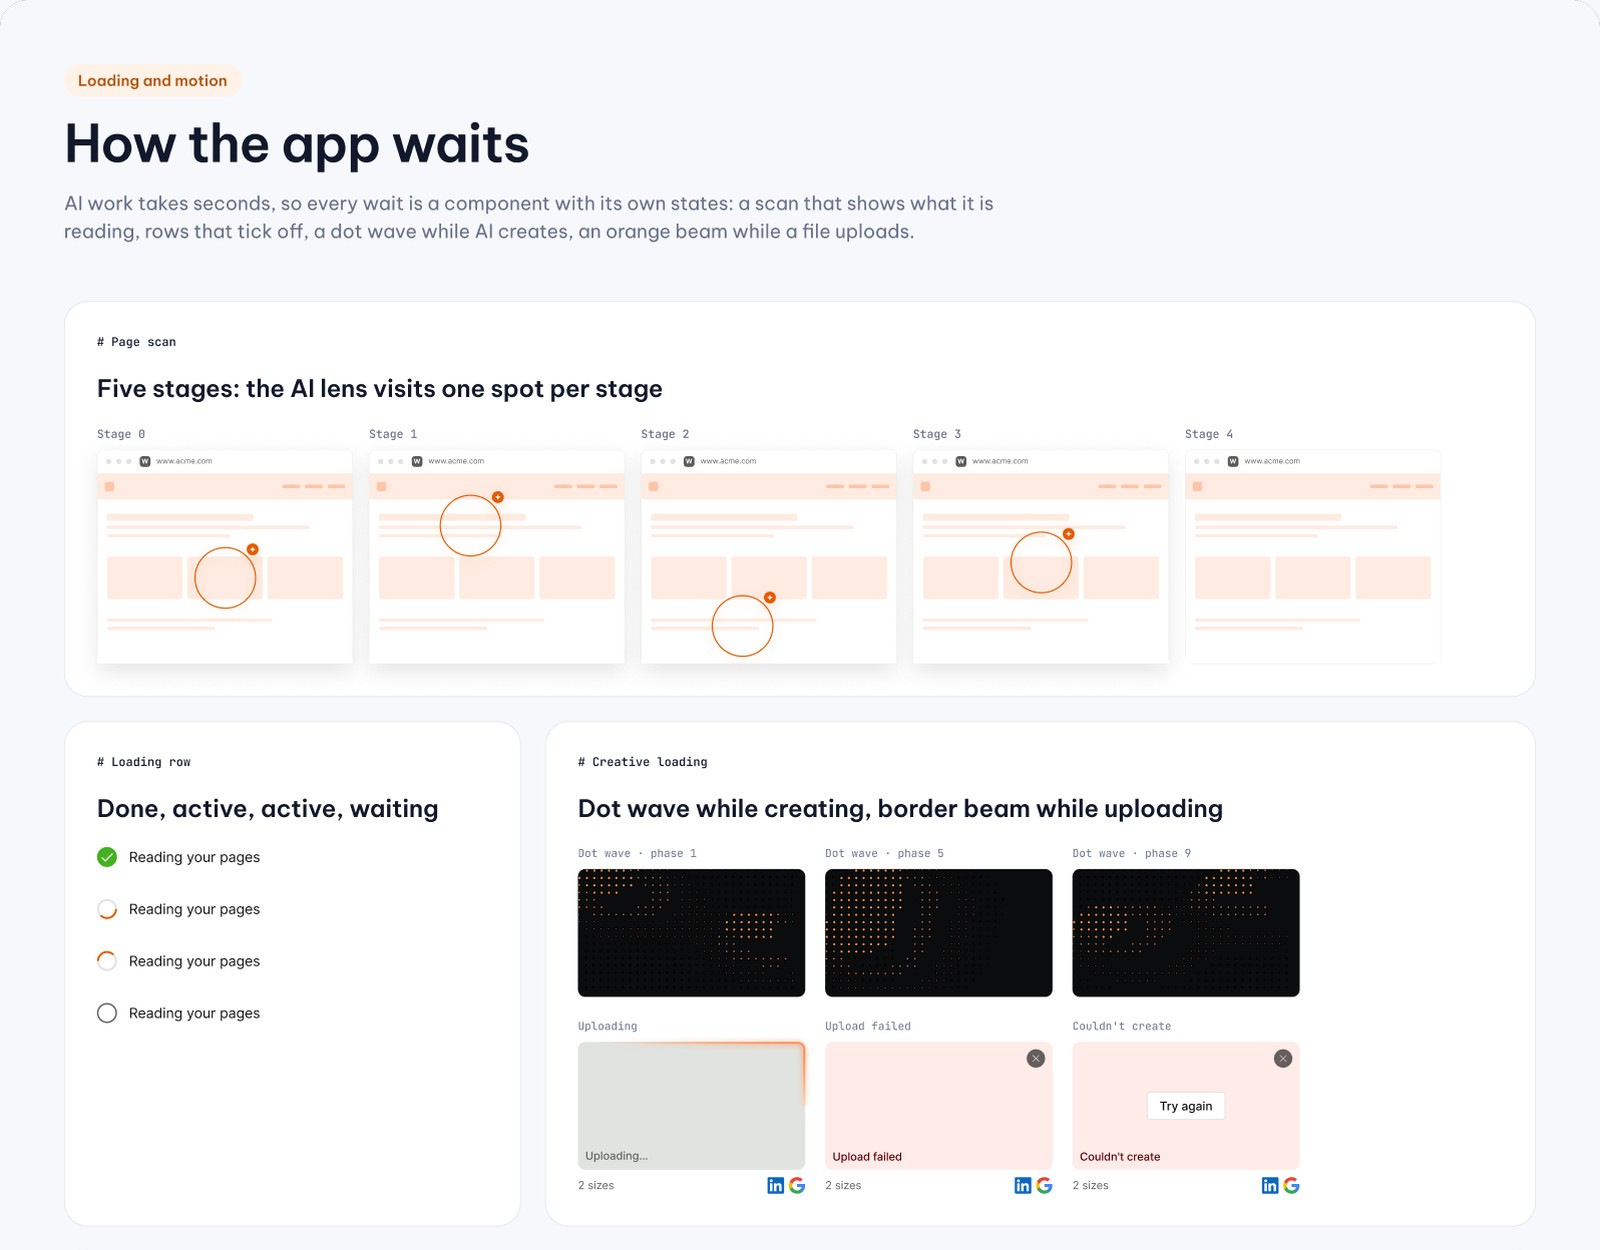 Loading and motion
How the app waits
AI work takes seconds, so every wait is a component with its own states: a scan that shows what it is
reading, rows that tick off, a dot wave while AI creates, an orange beam while a file uploads.
# Page scan
Five stages: the AI lens visits one spot per stage
Stage 0
Stage 1
Stage 2
Stage 3
Stage 4
W www.acme.com
W www.acme.com
W www.acme.com
W www.acme.com
W www.acme.com
# Loading row
Done, active, active, waiting
Reading your pages
Reading your pages
Reading your pages
Reading your pages
# Creative loading
Dot wave while creating, border beam while uploading
Dot wave · phase 1
Dot wave · phase 5
Dot wave · phase 9
Uploading
Upload failed
Couldn't create
Try again
Uploading...
Upload failed
Couldn't create
2 sizes
in G
2 sizes
in G
2 sizes
in G